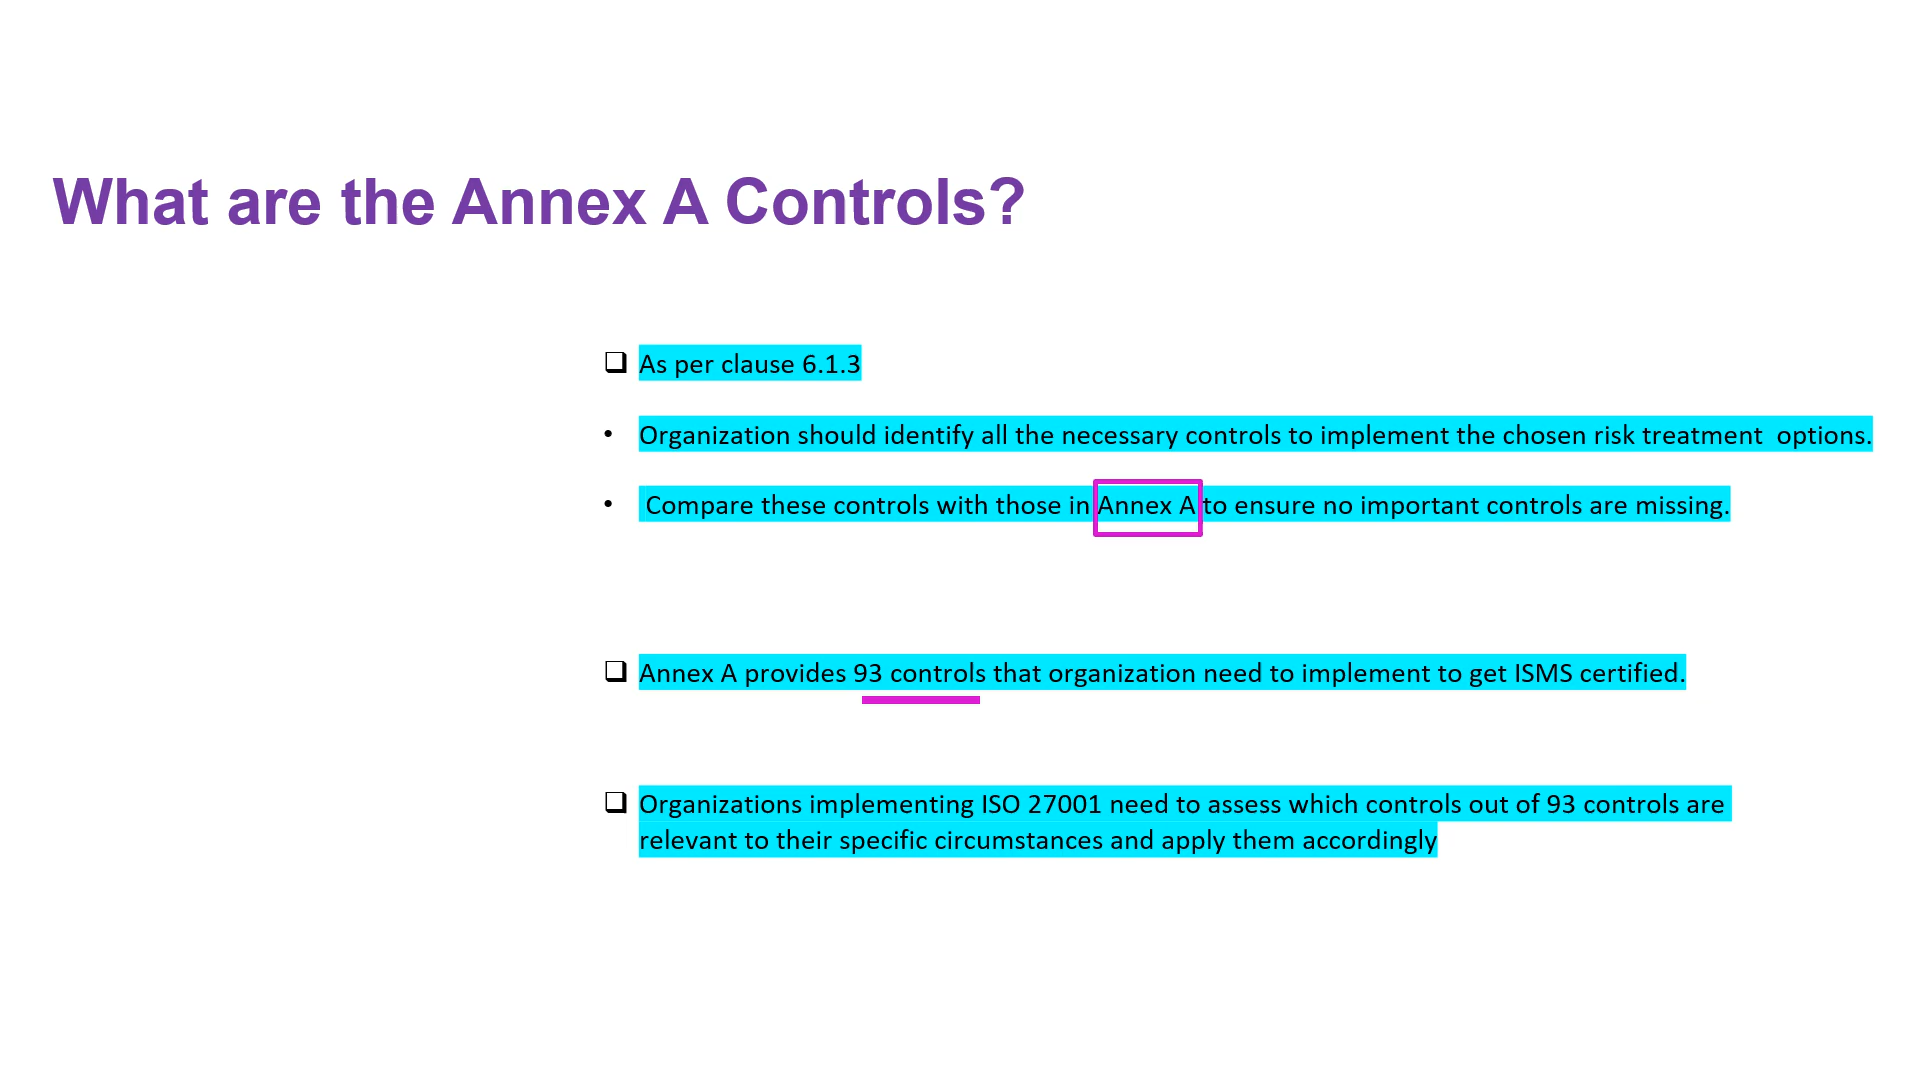 What are the Annex A Controls?
❑ As per clause 6.1.3
• Organization should identify all the necessary controls to implement the chosen risk treatment  options.
• Compare these controls with those in Annex A to ensure no important controls are missing.
❑ Annex A provides 93 controls that organization need to implement to get ISMS certified.
❑ Organizations implementing ISO 27001 need to assess which controls out of 93 controls are
relevant to their specific circumstances and apply them accordingly